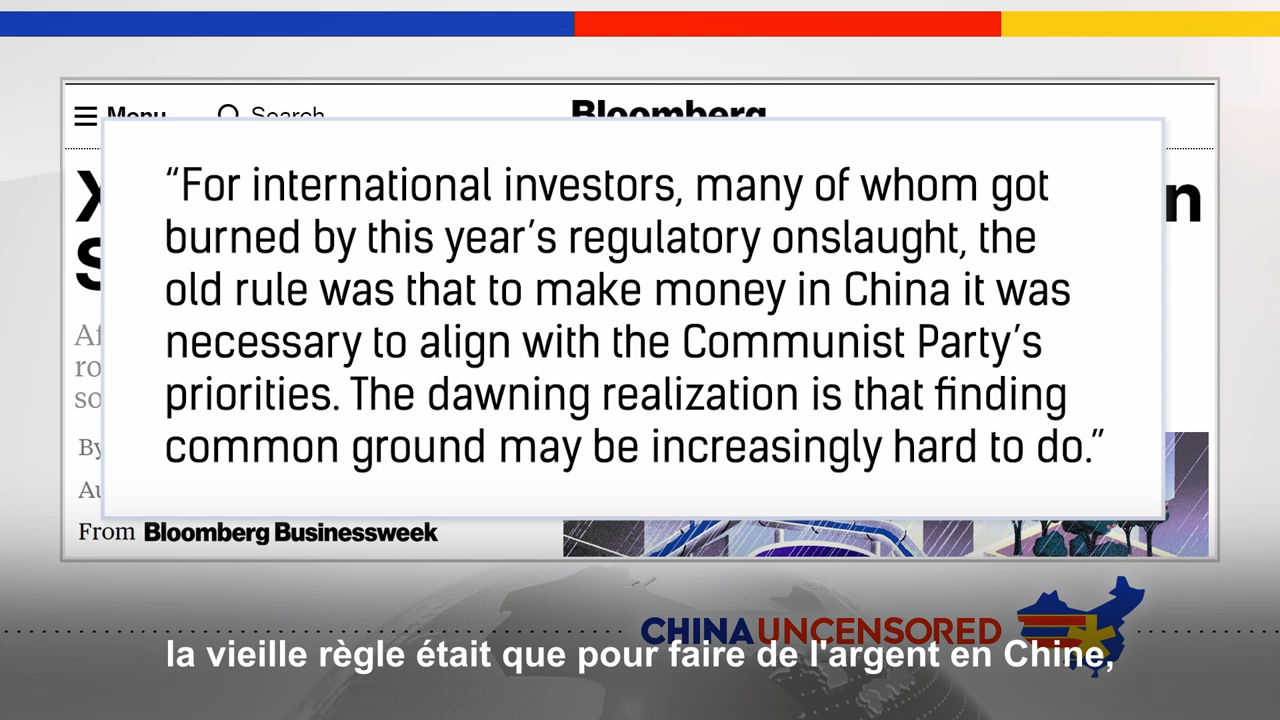 Menu
Search
Bloomberg
“For international investors, many of whom got
burned by this year’s regulatory onslaught, the
old rule was that to make money in China it was
necessary to align with the Communist Party’s
priorities. The dawning realization is that finding
common ground may be increasingly hard to do.”
By
From Bloomberg Businessweek
CHINA UNCENSORED
la vieille règle était que pour faire de l'argent en Chine,